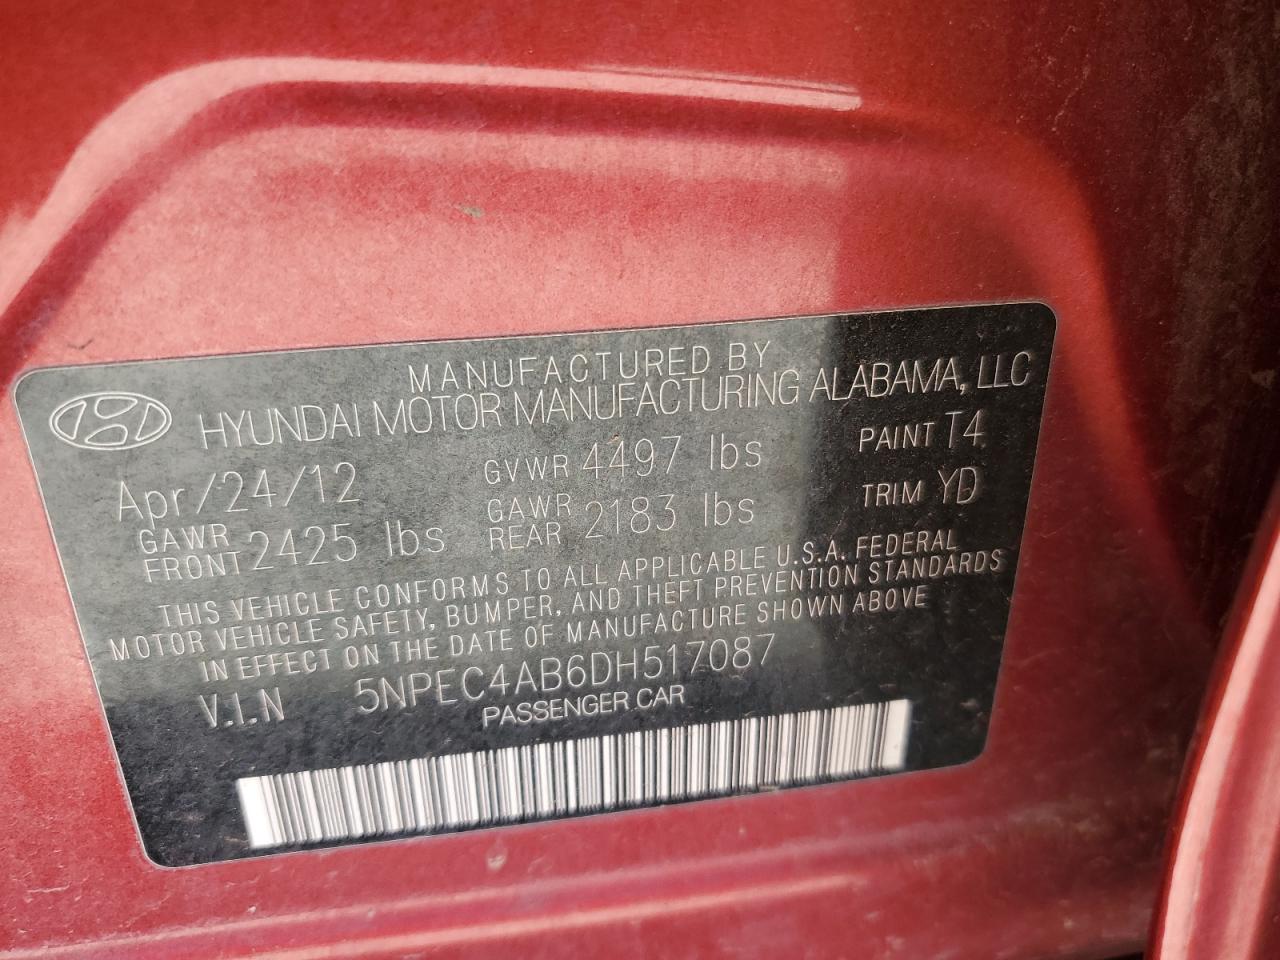 MANUFACTURED BY
HYUNDAI MOTOR MANUFACTURING ALABAMA, LLC
Apr/24/12 GVWR 4497 lbs PAINT T4
GAWR FRONT 2425 lbs GAWR REAR 2183 lbs TRIM YD
THIS VEHICLE CONFORMS TO ALL APPLICABLE U.S.A. FEDERAL
MOTOR VEHICLE SAFETY, BUMPER, AND THEFT PREVENTION STANDARDS
IN EFFECT ON THE DATE OF MANUFACTURE SHOWN ABOVE
V.I.N 5NPEC4AB6DH517087
PASSENGER CAR